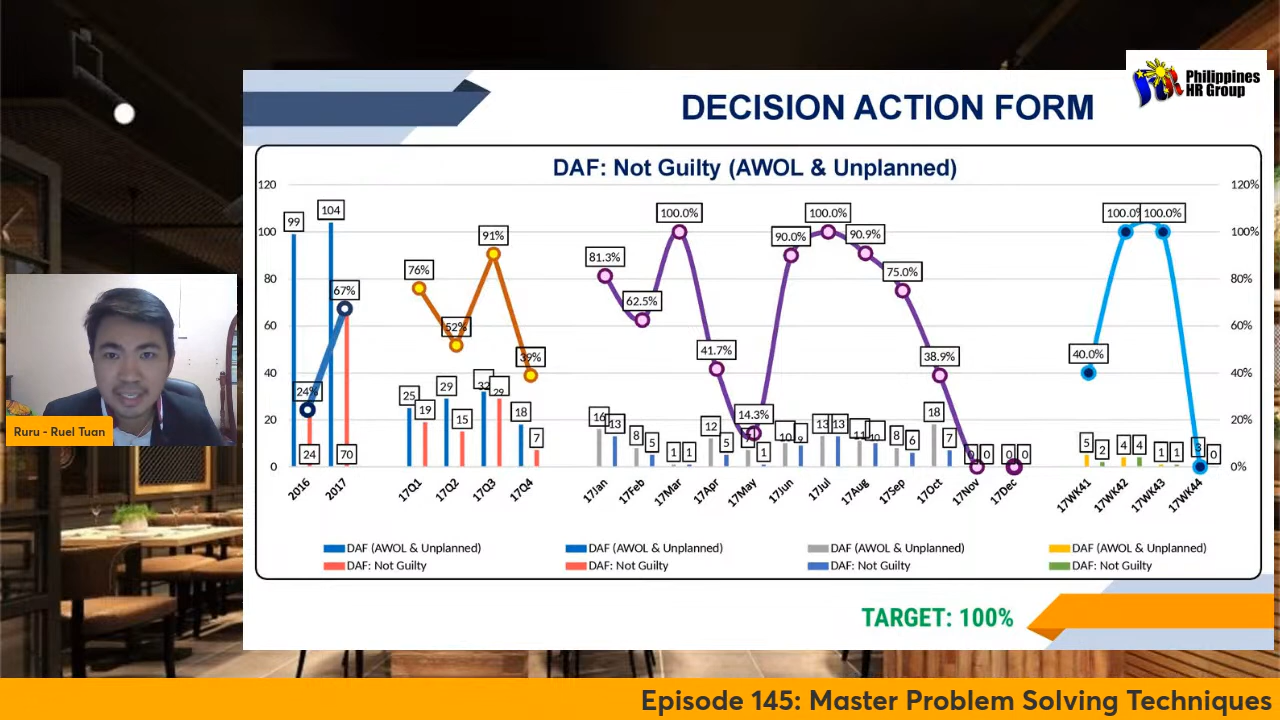 Philippines
HR Group
DECISION ACTION FORM
DAF: Not Guilty (AWOL & Unplanned)
120 120%
100 100%
80 80%
60 60%
40 40%
20 20%
0 0%
99 104 24% 67% 24 70
76% 52% 91% 39%
25 19 29 15 32 29 18 7
81.3% 62.5% 100.0% 41.7% 14.3% 90.0% 100.0% 90.9% 75.0% 38.9%
16 13 8 5 1 1 12 5 1 10 9 13 13 11 10 8 6 18 7 0 0 0 0
40.0% 100.0% 100.0%
5 2 4 4 1 1 3 0
2016 2017 17Q1 17Q2 17Q3 17Q4 17Jan 17Feb 17Mar 17Apr 17May 17Jun 17Jul 17Aug 17Sep 17Oct 17Nov 17Dec 17WK41 17WK42 17WK43 17WK44
DAF (AWOL & Unplanned) DAF (AWOL & Unplanned) DAF (AWOL & Unplanned) DAF (AWOL & Unplanned)
DAF: Not Guilty DAF: Not Guilty DAF: Not Guilty DAF: Not Guilty
TARGET: 100%
Ruru - Ruel Tuan
Episode 145: Master Problem Solving Techniques